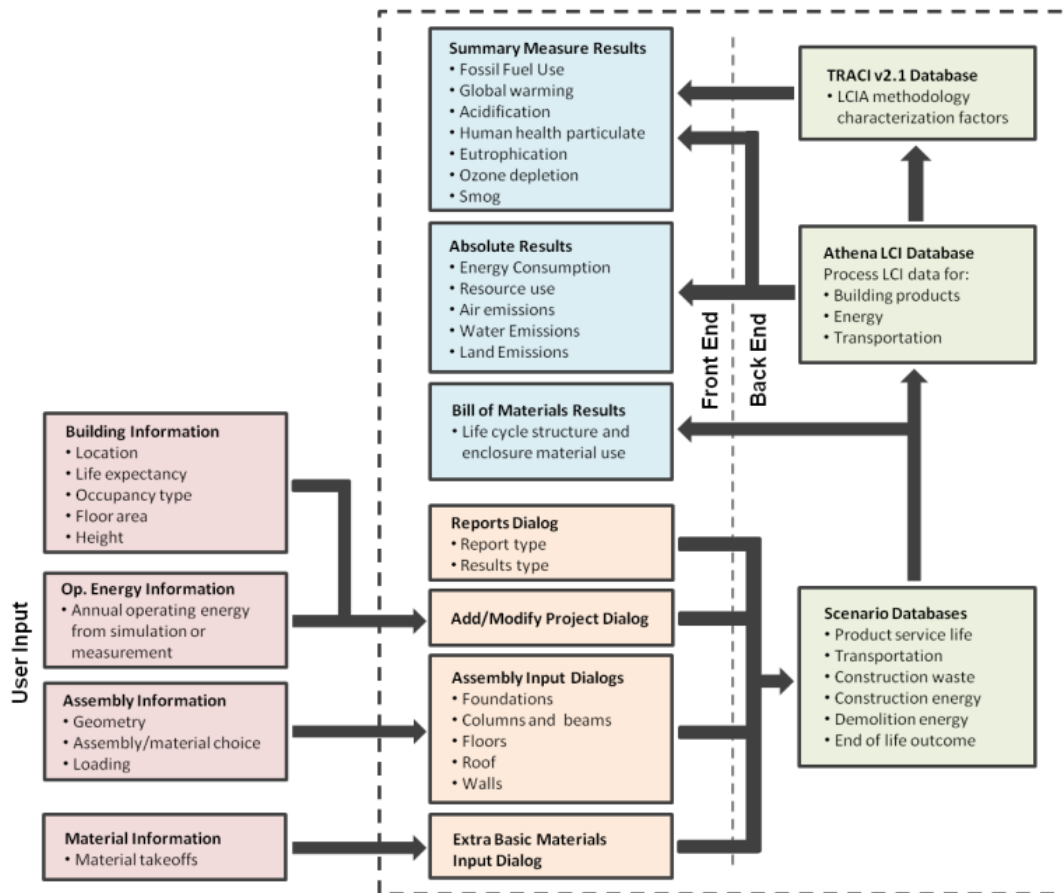 Summary Measure Results
• Fossil Fuel Use
• Global warming
• Acidification
• Human health particulate
• Eutrophication
• Ozone depletion
• Smog
TRACI v2.1 Database
• LCIA methodology
characterization factors
Absolute Results
• Energy Consumption
• Resource use
• Air emissions
• Water Emissions
• Land Emissions
Athena LCI Database
Process LCI data for:
• Building products
• Energy
• Transportation
Front End
Back End
Bill of Materials Results
• Life cycle structure and
enclosure material use
User Input
Building Information
• Location
• Life expectancy
• Occupancy type
• Floor area
• Height
Op. Energy Information
• Annual operating energy
from simulation or
measurement
Assembly Information
• Geometry
• Assembly/material choice
• Loading
Material Information
• Material takeoffs
Reports Dialog
• Report type
• Results type
Add/Modify Project Dialog
Assembly Input Dialogs
• Foundations
• Columns and beams
• Floors
• Roof
• Walls
Extra Basic Materials
Input Dialog
Scenario Databases
• Product service life
• Transportation
• Construction waste
• Construction energy
• Demolition energy
• End of life outcome